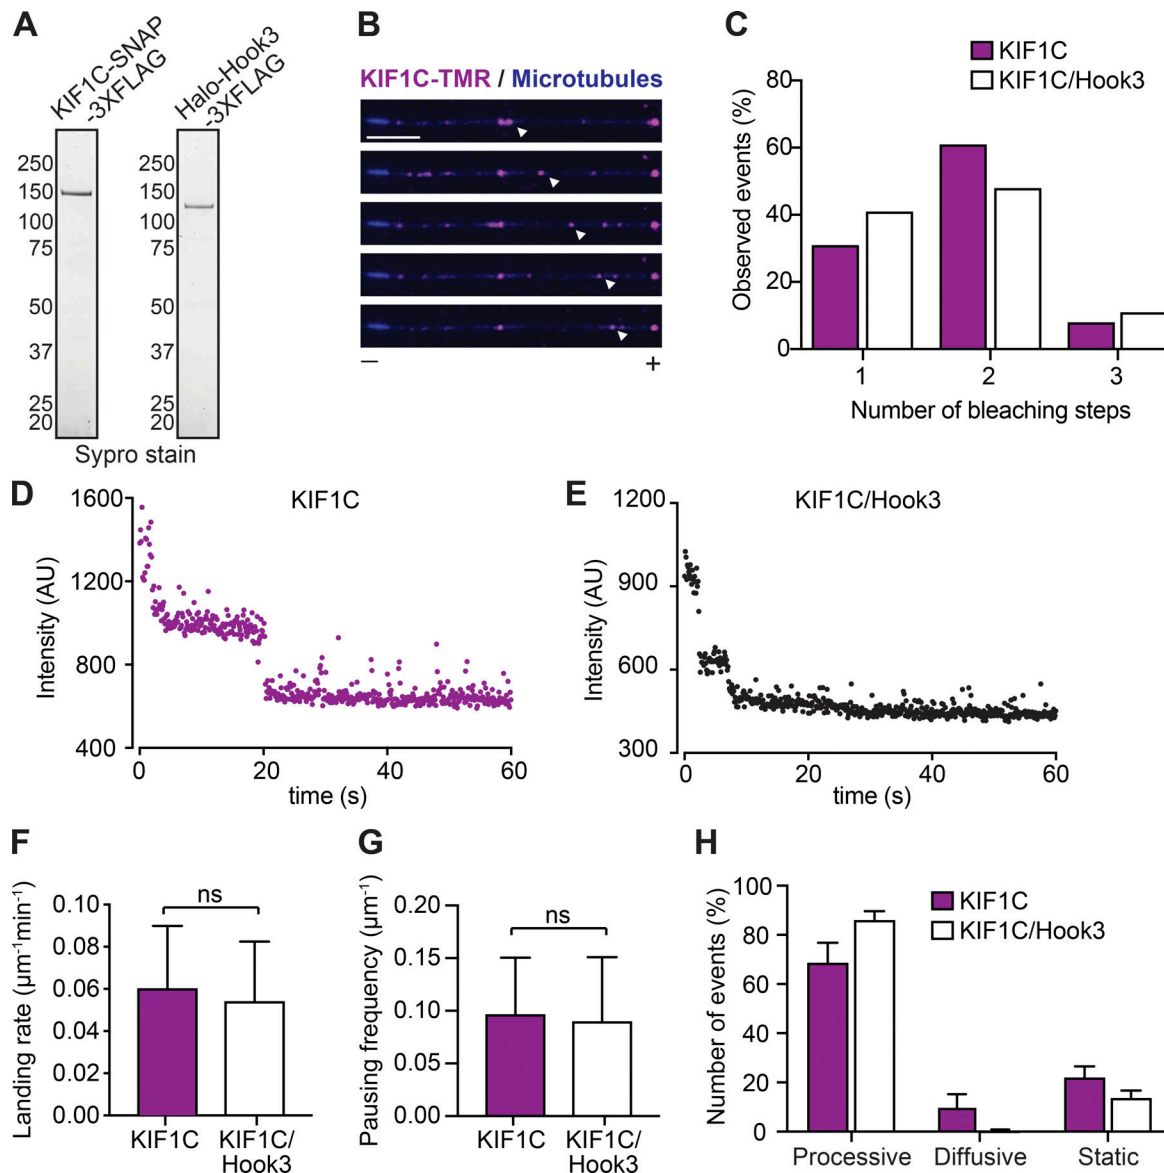 A
KIF1C-SNAP
-3XFLAG
Halo-Hook3
-3XFLAG
250
150
100
75
50
37
25
20
250
150
100
75
50
37
25
20
Sypro stain
B
KIF1C-TMR / Microtubules
–
+
C
KIF1C
KIF1C/Hook3
Observed events (%)
80
60
40
20
0
1 2 3
Number of bleaching steps
D
KIF1C
Intensity (AU)
1600
1200
800
400
0 20 40 60
time (s)
E
KIF1C/Hook3
Intensity (AU)
1200
900
600
300
0 20 40 60
time (s)
F
Landing rate (µm⁻¹min⁻¹)
0.10
0.08
0.06
0.04
0.02
0.00
ns
KIF1C
KIF1C/
Hook3
G
Pausing frequency (µm⁻¹)
0.20
0.15
0.10
0.05
0.00
ns
KIF1C
KIF1C/
Hook3
H
KIF1C
KIF1C/Hook3
Number of events (%)
100
80
60
40
20
0
Processive Diffusive Static